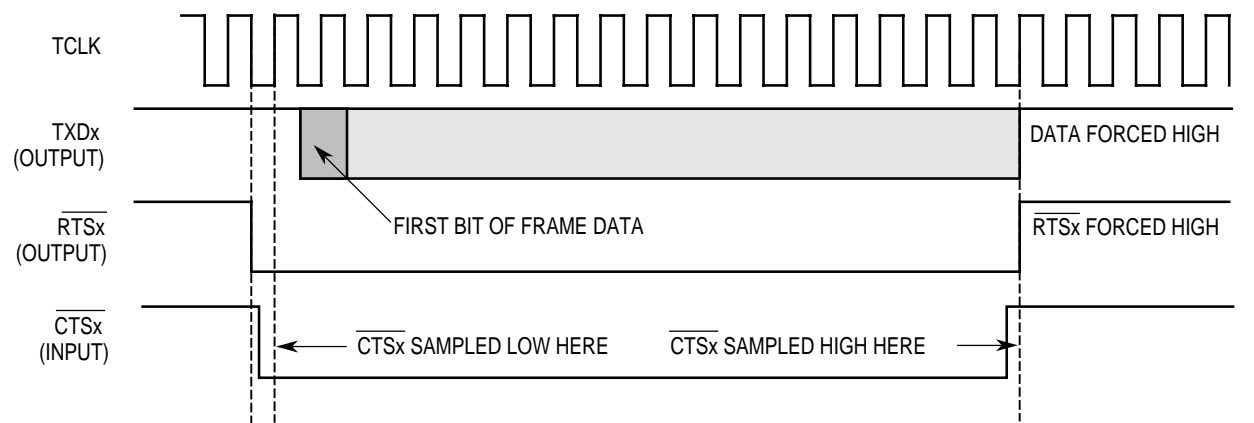 TCLK
TXDx
(OUTPUT)
DATA FORCED HIGH
FIRST BIT OF FRAME DATA
RTSx
(OUTPUT)
RTSx FORCED HIGH
CTSx
(INPUT)
CTSx SAMPLED LOW HERE
CTSx SAMPLED HIGH HERE